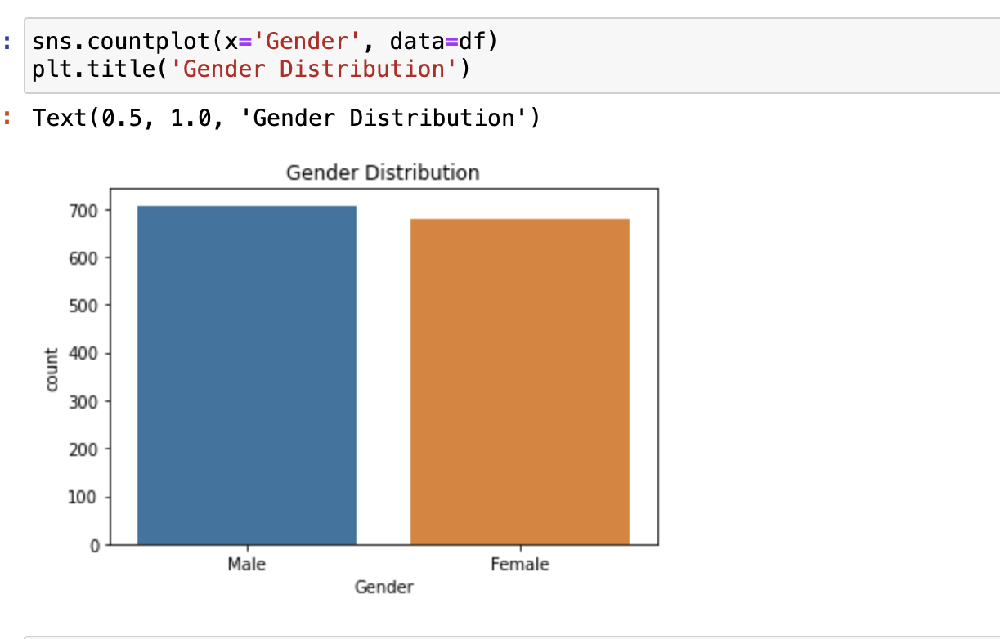 : sns.countplot(x='Gender', data=df)
plt.title('Gender Distribution')
: Text(0.5, 1.0, 'Gender Distribution')
Gender Distribution
700
600
500
400
300
200
100
0
count
Male Female
Gender